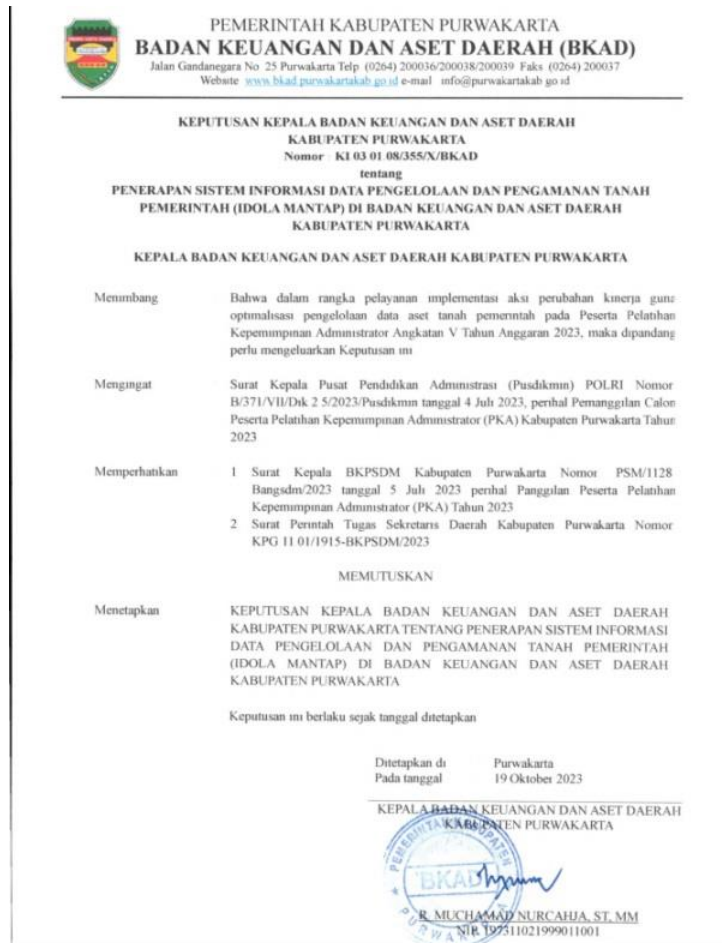 PEMERINTAH KABUPATEN PURWAKARTA
BADAN KEUANGAN DAN ASET DAERAH (BKAD)
Jalan Gandanegara No 25 Purwakarta Telp (0264) 200036/200038/200039 Faks (0264) 200037
Website www.bkad.purwakartakab.go.id e-mail info@purwakartakab go id
KEPUTUSAN KEPALA BADAN KEUANGAN DAN ASET DAERAH
KABUPATEN PURWAKARTA
Nomor : KI 03 01 08/355/X/BKAD
tentang
PENERAPAN SISTEM INFORMASI DATA PENGELOLAAN DAN PENGAMANAN TANAH
PEMERINTAH (IDOLA MANTAP) DI BADAN KEUANGAN DAN ASET DAERAH
KABUPATEN PURWAKARTA
KEPALA BADAN KEUANGAN DAN ASET DAERAH KABUPATEN PURWAKARTA
Menimbang Bahwa dalam rangka pelayanan implementasi aksi perubahan kinerja guna
optimalisasi pengelolaan data aset tanah pemerintah pada Peserta Pelatihan
Kepemimpinan Administrator Angkatan V Tahun Anggaran 2023, maka dipandang
perlu mengeluarkan Keputusan ini
Mengingat Surat Kepala Pusat Pendidikan Administrasi (Pusdikmin) POLRI Nomor
B/371/VII/Dik 2 5/2023/Pusdikmin tanggal 4 Juli 2023, perihal Pemanggilan Calon
Peserta Pelatihan Kepemimpinan Administrator (PKA) Kabupaten Purwakarta Tahun
2023
Memperhatikan 1 Surat Kepala BKPSDM Kabupaten Purwakarta Nomor PSM/1128
Bangsdm/2023 tanggal 5 Juli 2023 perihal Panggilan Peserta Pelatihan
Kepemimpinan Administrator (PKA) Tahun 2023
2 Surat Perintah Tugas Sekretaris Daerah Kabupaten Purwakarta Nomor
KPG 11 01/1915-BKPSDM/2023
MEMUTUSKAN
Menetapkan KEPUTUSAN KEPALA BADAN KEUANGAN DAN ASET DAERAH
KABUPATEN PURWAKARTA TENTANG PENERAPAN SISTEM INFORMASI
DATA PENGELOLAAN DAN PENGAMANAN TANAH PEMERINTAH
(IDOLA MANTAP) DI BADAN KEUANGAN DAN ASET DAERAH
KABUPATEN PURWAKARTA
Keputusan ini berlaku sejak tanggal ditetapkan
Ditetapkan di Purwakarta
Pada tanggal 19 Oktober 2023
KEPALA BADAN KEUANGAN DAN ASET DAERAH
KABUPATEN PURWAKARTA
PEMERINTAH KABUPATEN
BKAD
PURWAKARTA
R. MUCHAMAD NURCAHJA, ST, MM
NIP. 197311021999011001